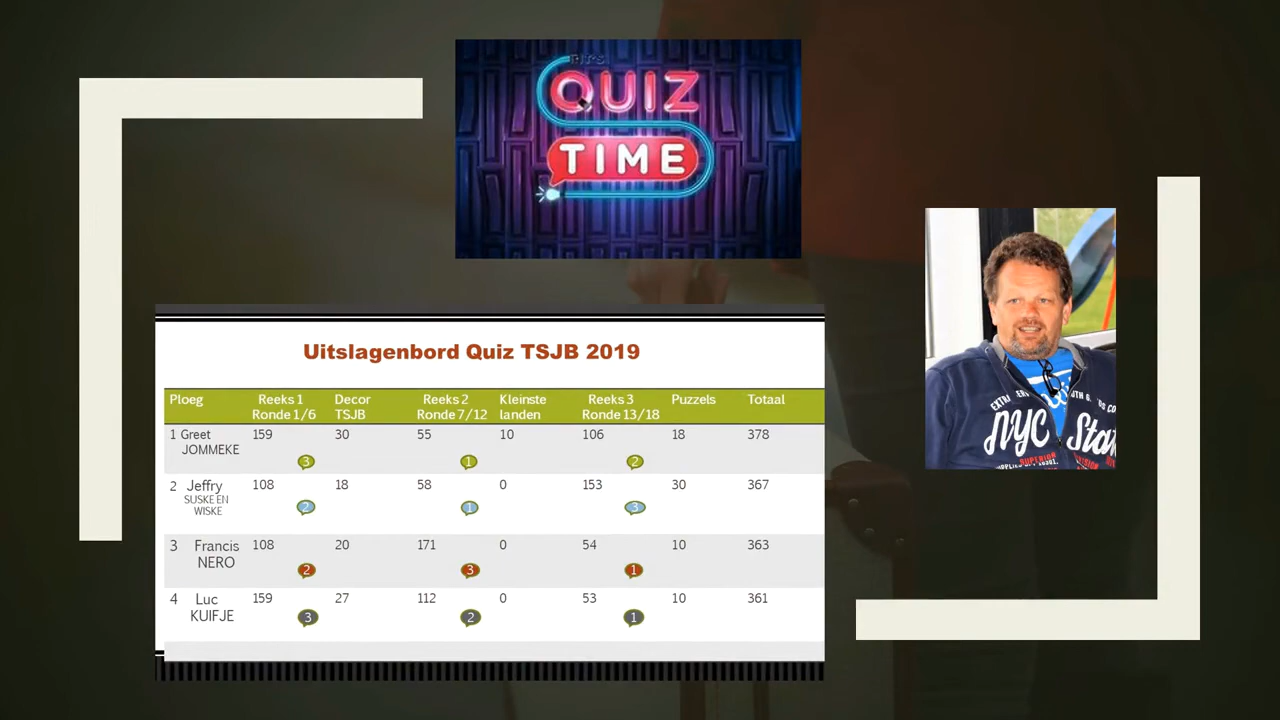 IT'S
QUIZ
TIME
Uitslagenbord Quiz TSJB 2019
Ploeg Reeks 1 Decor Reeks 2 Kleinste Reeks 3 Puzzels Totaal
Ronde 1/6 TSJB Ronde 7/12 landen Ronde 13/18
1 Greet 159 30 55 10 106 18 378
JOMMEKE
3 1 2
2 Jeffry 108 18 58 0 153 30 367
SUSKE EN
WISKE
2 1 3
3 Francis 108 20 171 0 54 10 363
NERO
2 3 1
4 Luc 159 27 112 0 53 10 361
KUIFJE
3 2 1
NYC Sta
SUPERIOR